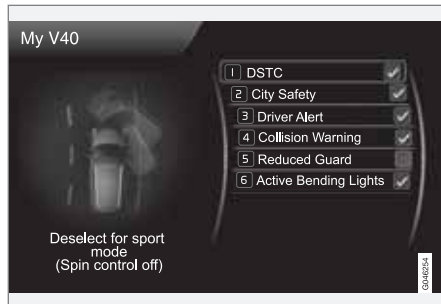 My V40
1 DSTC
2 City Safety
3 Driver Alert
4 Collision Warning
5 Reduced Guard
6 Active Bending Lights
Deselect for sport
mode
(Spin control off)
G046254